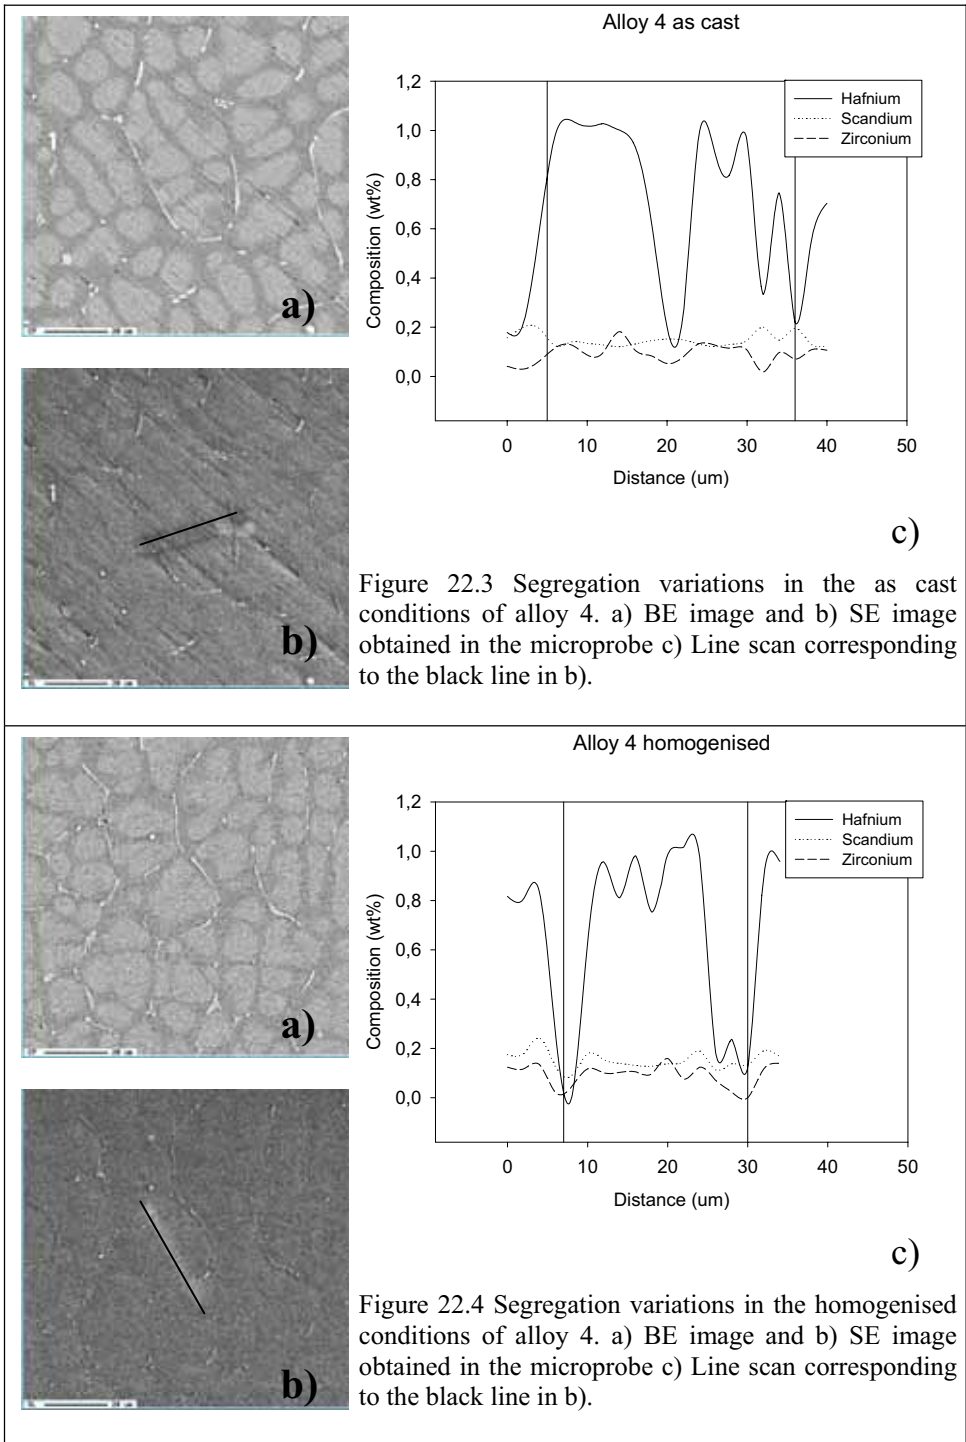 a)
1
b)
1
Alloy 4 as cast
1,2
1,0
0,8
0,6
0,4
0,2
0,0
Composition (wt%)
Hafnium
Scandium
Zirconium
0 10 20 30 40 50
Distance (um)
c)
Figure 22.3 Segregation variations in the as cast
conditions of alloy 4. a) BE image and b) SE image
obtained in the microprobe c) Line scan corresponding
to the black line in b).
a)
b)
Alloy 4 homogenised
1,2
1,0
0,8
0,6
0,4
0,2
0,0
Composition (wt%)
Hafnium
Scandium
Zirconium
0 10 20 30 40 50
Distance (um)
c)
Figure 22.4 Segregation variations in the homogenised
conditions of alloy 4. a) BE image and b) SE image
obtained in the microprobe c) Line scan corresponding
to the black line in b).